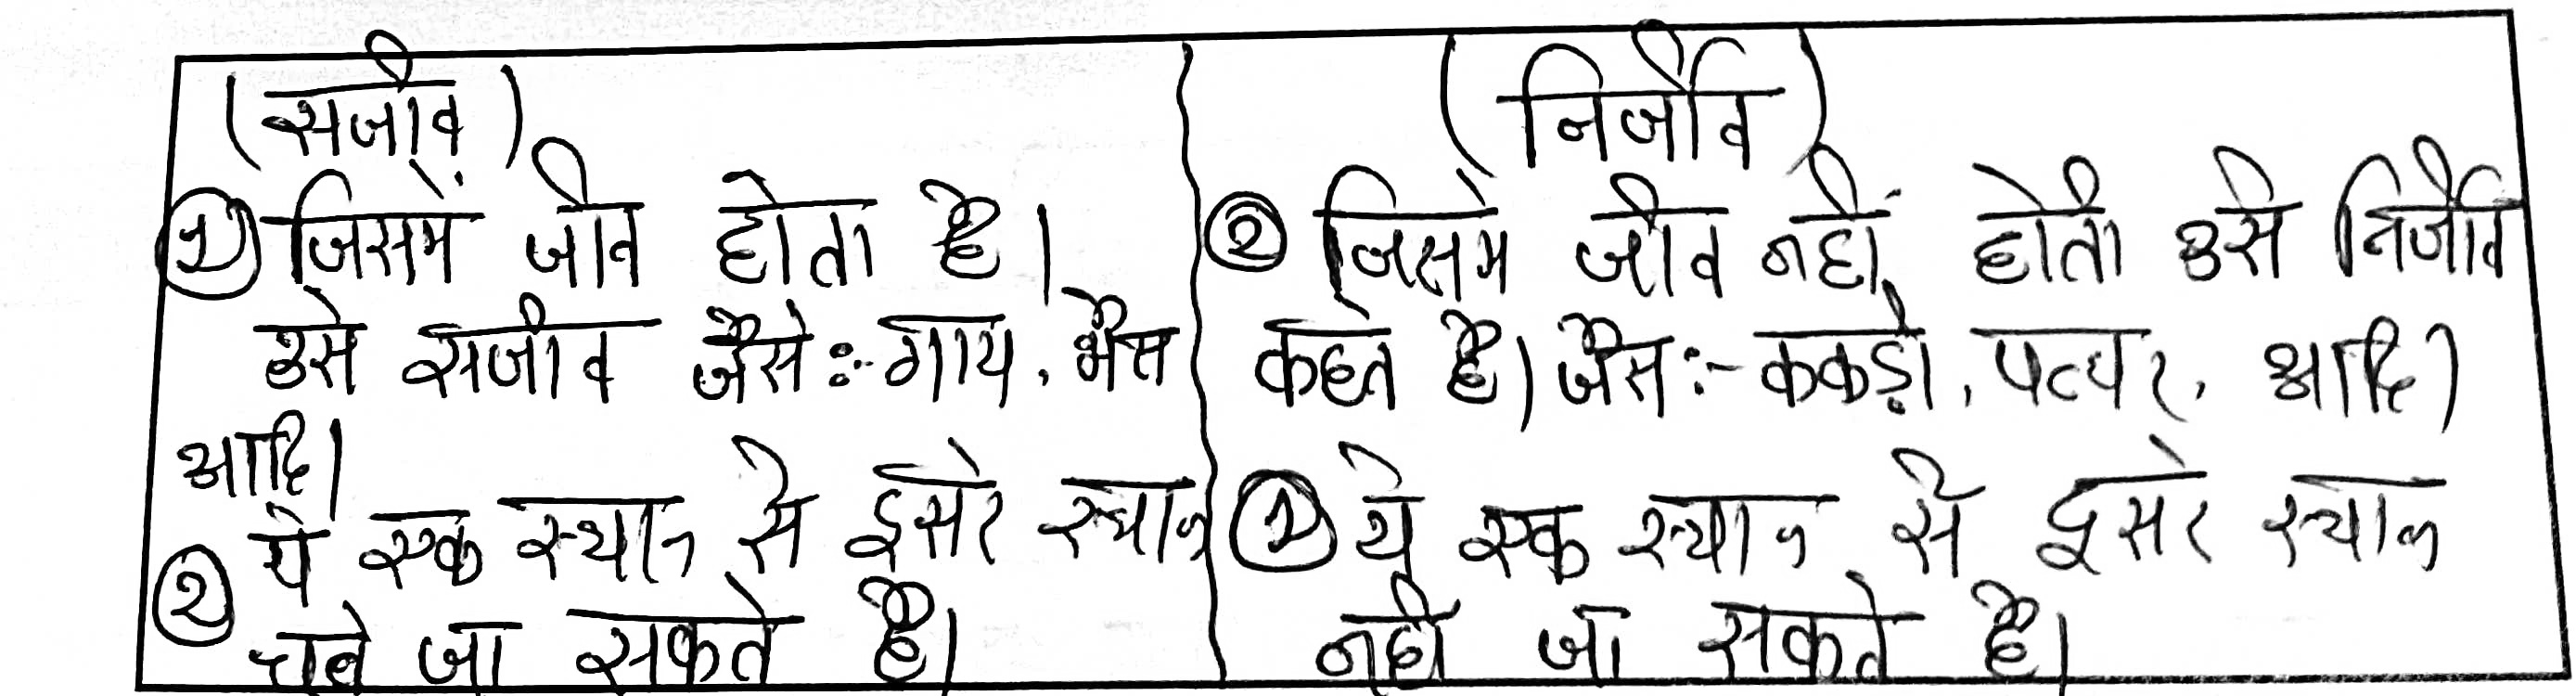 (सजीव)
① जिसमें जीव होता है।
उसे सजीव जैसे :- गाय, भैस
आदि।
② ये एक स्थान से दुसरे स्थान
चले जा सकते है।
(निर्जीव)
② जिसमे जीव नहीं होती उसे निर्जीव
कहते है। जैसे :- ककड़ी, पत्थर, आदि।
① ये एक स्थान से दूसरे स्थान
नही जा सकते है।